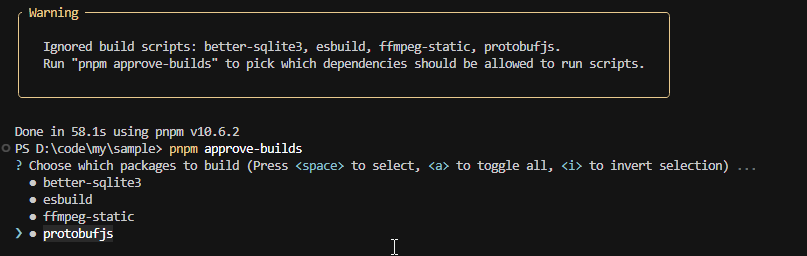 Warning
Ignored build scripts: better-sqlite3, esbuild, ffmpeg-static, protobufjs.
Run "pnpm approve-builds" to pick which dependencies should be allowed to run scripts.
Done in 58.1s using pnpm v10.6.2
PS D:\code\my\sample> pnpm approve-builds
? Choose which packages to build (Press <space> to select, <a> to toggle all, <i> to invert selection) ...
● better-sqlite3
● esbuild
● ffmpeg-static
❯ ● protobufjs